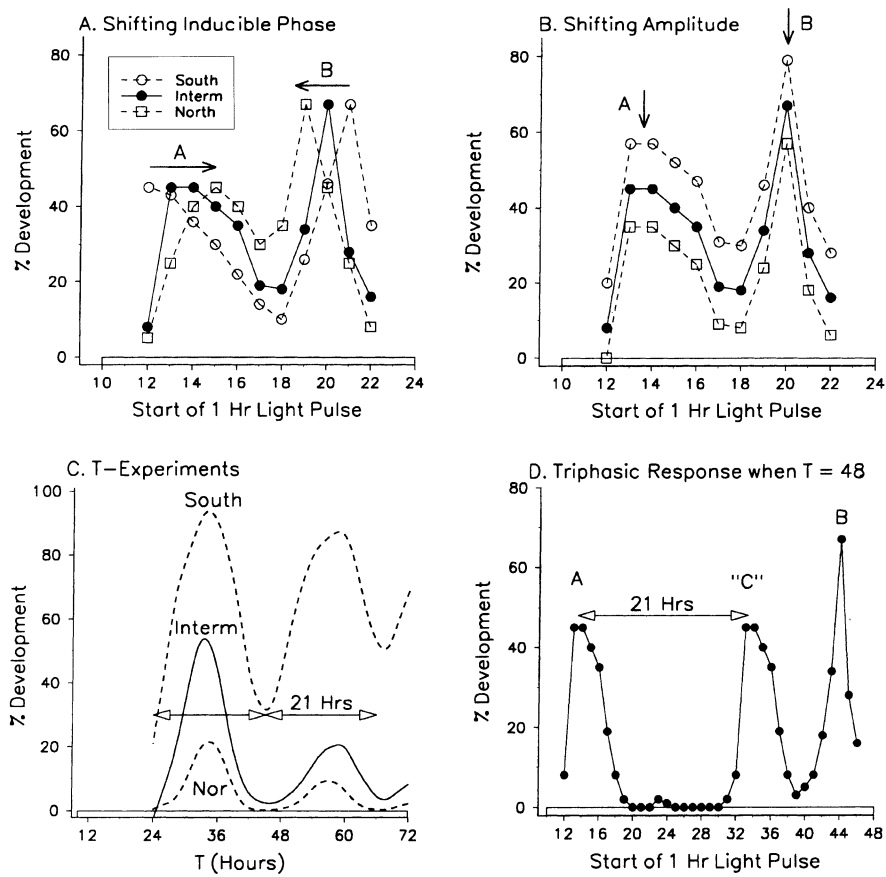 A. Shifting Inducible Phase
South
Interm
North
A
B
% Development
80
60
40
20
0
10 12 14 16 18 20 22 24
Start of 1 Hr Light Pulse
B. Shifting Amplitude
A
B
% Development
80
60
40
20
0
10 12 14 16 18 20 22 24
Start of 1 Hr Light Pulse
C. T-Experiments
South
Interm
21 Hrs
Nor
% Development
100
80
60
40
20
0
12 24 36 48 60 72
T (Hours)
D. Triphasic Response when T = 48
A
"C"
B
21 Hrs
% Development
80
60
40
20
0
12 16 20 24 28 32 36 40 44 48
Start of 1 Hr Light Pulse